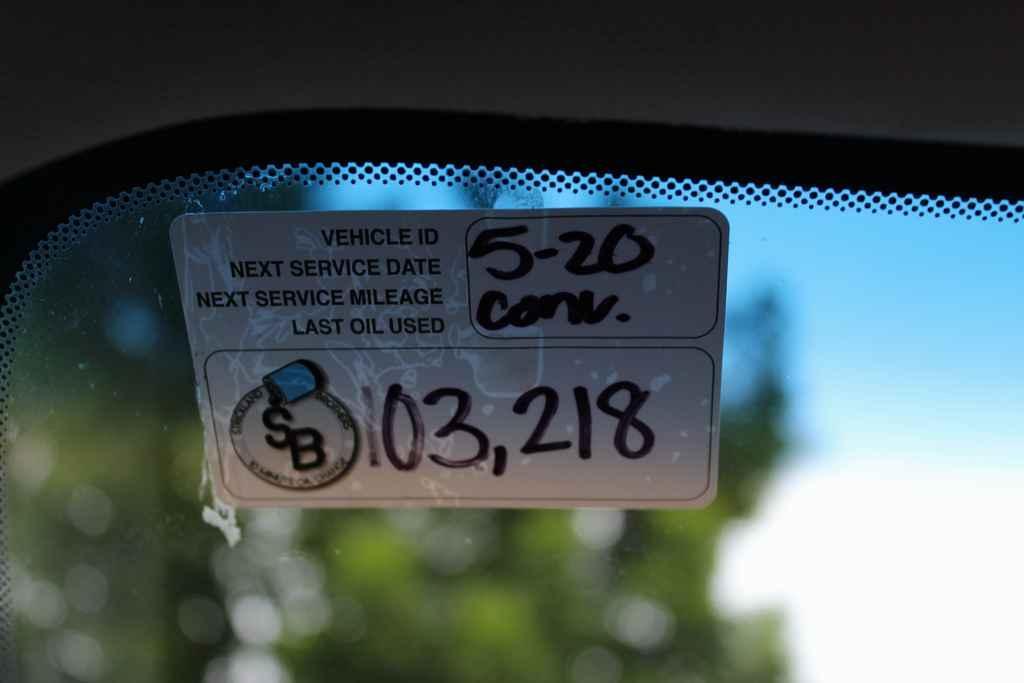 VEHICLE ID
NEXT SERVICE DATE
NEXT SERVICE MILEAGE
LAST OIL USED
5-20
conv.
SB
103,218